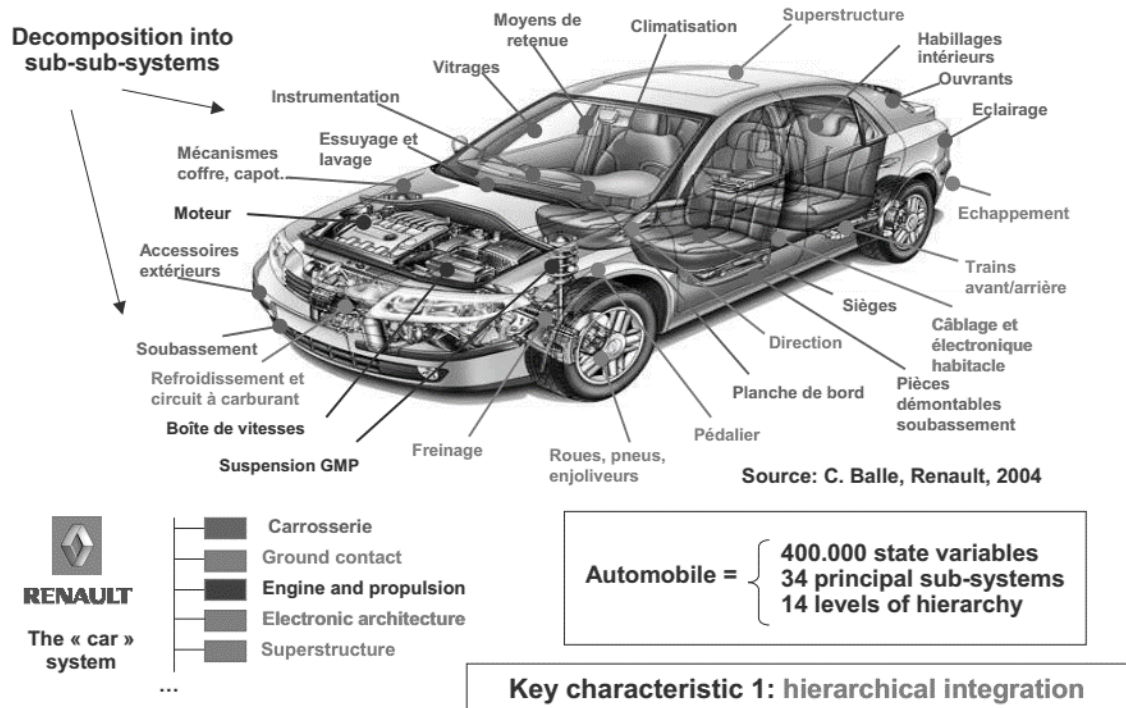 Decomposition into
sub-sub-systems
Moyens de
retenue
Climatisation
Superstructure
Habillages
intérieurs
Ouvrants
Eclairage
Vitrages
Instrumentation
Essuyage et
lavage
Mécanismes
coffre, capot...
Moteur
Accessoires
extérieurs
Echappement
Trains
avant/arrière
Sièges
Câblage et
électronique
habitacle
Direction
Soubassement
Refroidissement et
circuit à carburant
Planche de bord
Pièces
démontables
soubassement
Boîte de vitesses
Pédalier
Freinage
Suspension GMP
Roues, pneus,
enjoliveurs
Source: C. Balle, Renault, 2004
RENAULT
The « car »
system
Carrosserie
Ground contact
Engine and propulsion
Electronic architecture
Superstructure
...
Automobile =
400.000 state variables
34 principal sub-systems
14 levels of hierarchy
Key characteristic 1: hierarchical integration